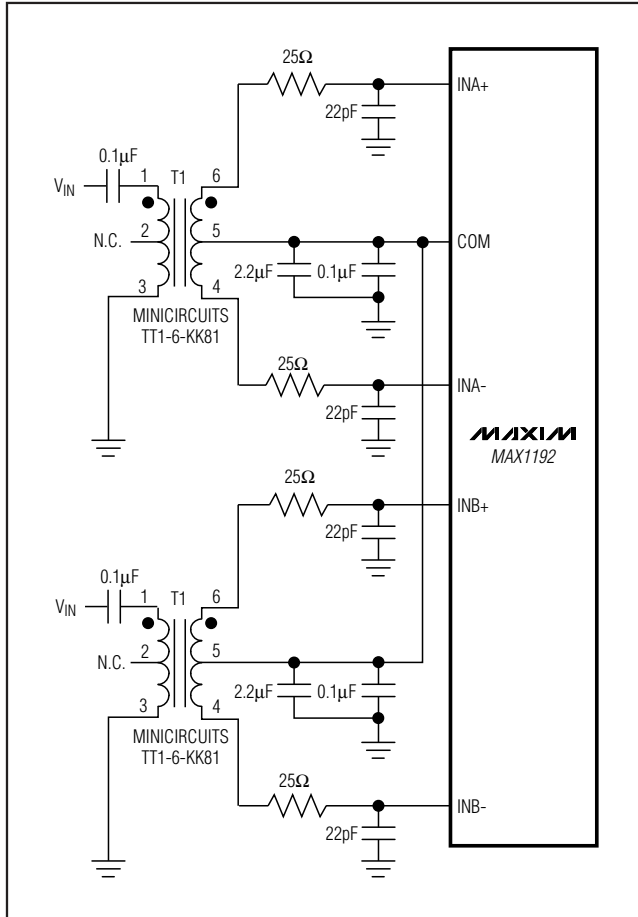 25Ω
INA+
22pF
0.1µF
VIN
1
T1
6
N.C.
2
5
COM
2.2µF
0.1µF
3
4
MINICIRCUITS
TT1-6-KK81
25Ω
INA-
22pF
MAXIM
MAX1192
25Ω
INB+
22pF
0.1µF
VIN
1
T1
6
N.C.
2
5
2.2µF
0.1µF
3
4
MINICIRCUITS
TT1-6-KK81
25Ω
INB-
22pF